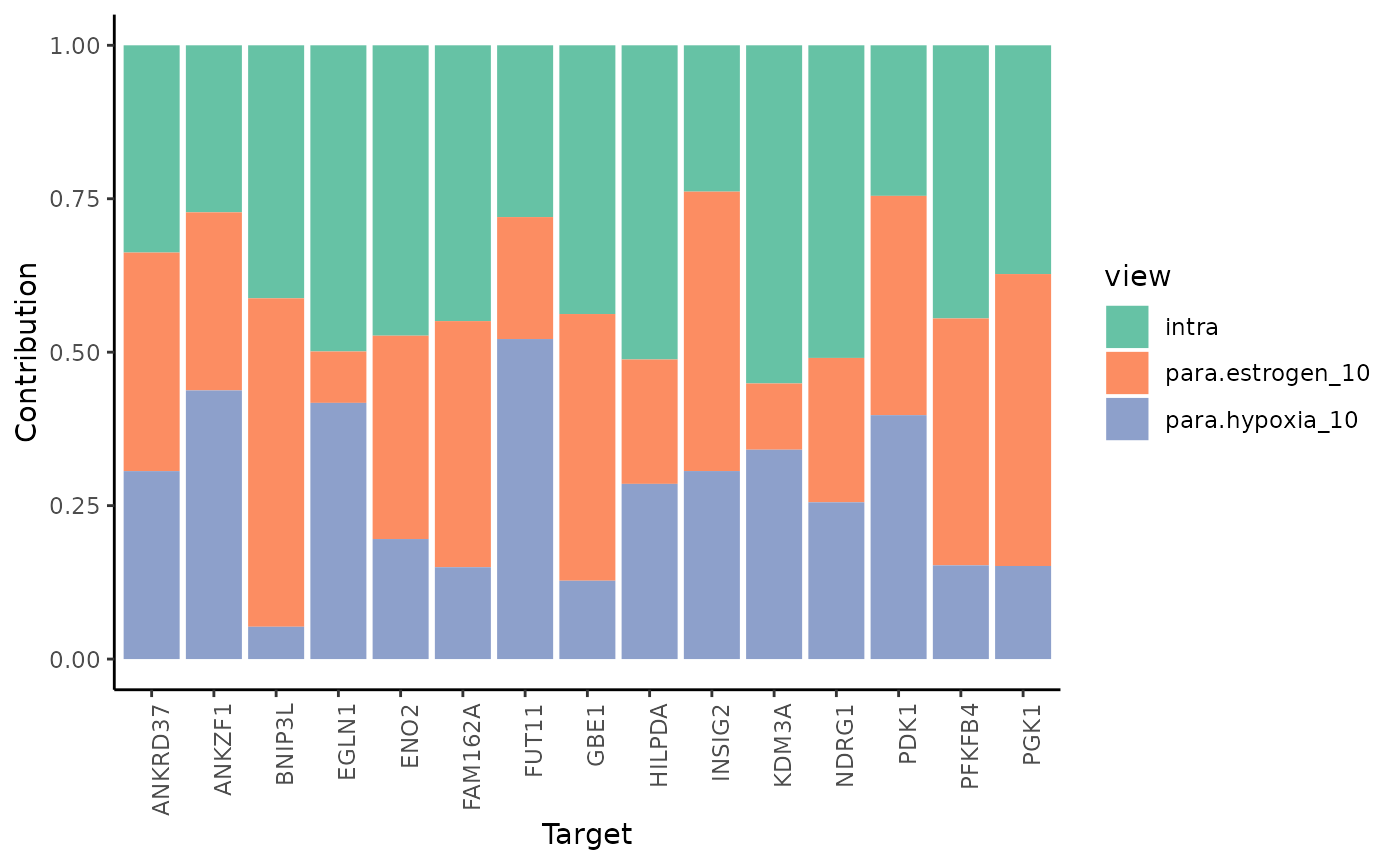 1.00
0.75
0.50
0.25
0.00
Contribution
ANKRD37
ANKZF1
BNIP3L
EGLN1
ENO2
FAM162A
FUT11
GBE1
HILPDA
INSIG2
KDM3A
NDRG1
PDK1
PFKFB4
PGK1
Target
view
intra
para.estrogen_10
para.hypoxia_10